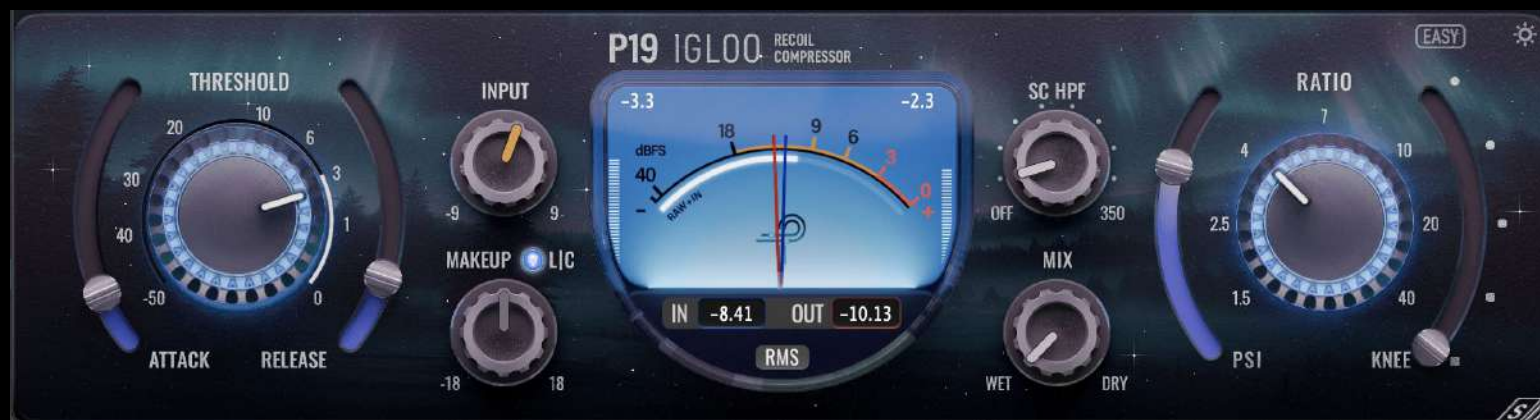 P19 IGLOO RECOIL COMPRESSOR
EASY
THRESHOLD
-50
40
30
20
10
6
3
1
0
ATTACK
RELEASE
INPUT
-9
9
MAKEUP L|C
-18
18
-3.3
-2.3
dBFS
- 40 18 9 6 3 0 +
RAW+IN
IN -8.41 OUT -10.13
RMS
SC HPF
OFF
350
MIX
WET
DRY
RATIO
1.5
2.5
4
7
10
20
40
PSI
KNEE